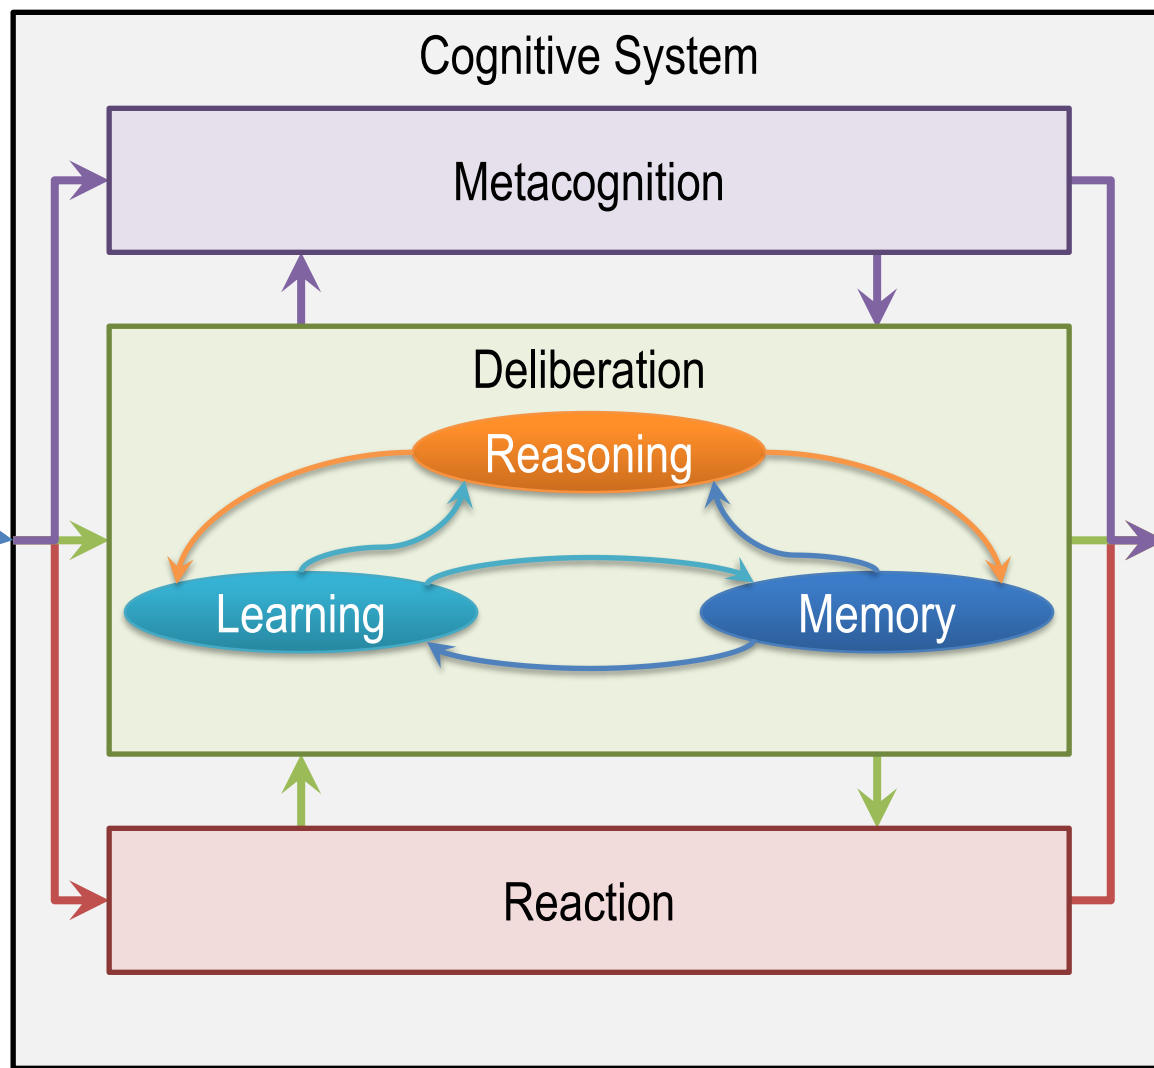 Cognitive System
Metacognition
Deliberation
Reasoning
Learning
Memory
Reaction